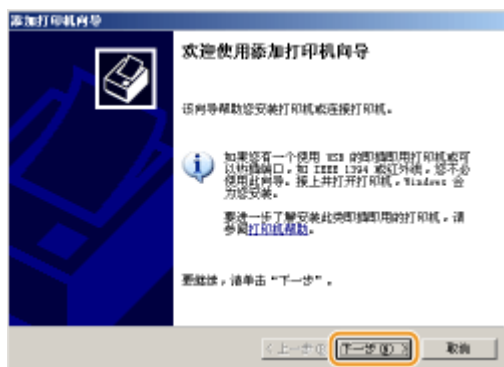 添加打印机向导
欢迎使用添加打印机向导
该向导帮助您安装打印机或连接打印机。
如果您有一个使用 USB 的即插即用打印机或可
以热插端口，如 IEEE 1394 或红外线，您不必
使用此向导。接上并打开打印机，Windows 会
为您安装。
要进一步了解安装此类即插即用的打印机，请
参阅打印机帮助。
要继续，请单击“下一步”。
< 上一步(B) 下一步(N) > 取消